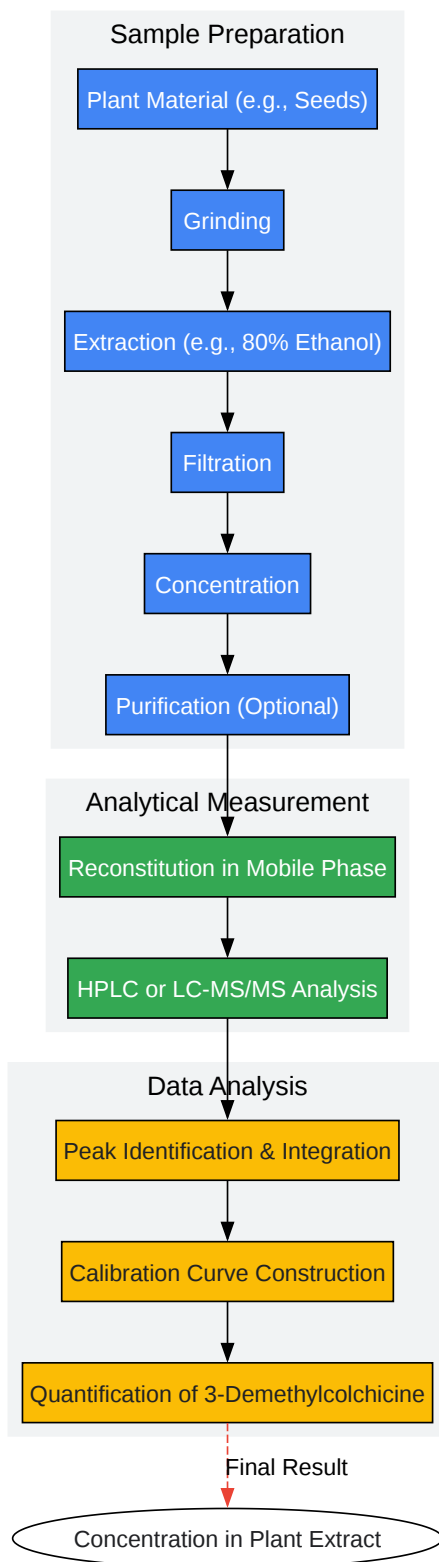 Sample Preparation
Plant Material (e.g., Seeds)
Grinding
Extraction (e.g., 80% Ethanol)
Filtration
Concentration
Purification (Optional)
Analytical Measurement
Reconstitution in Mobile Phase
HPLC or LC-MS/MS Analysis
Data Analysis
Peak Identification & Integration
Calibration Curve Construction
Quantification of 3-Demethylcolchicine
Final Result
Concentration in Plant Extract